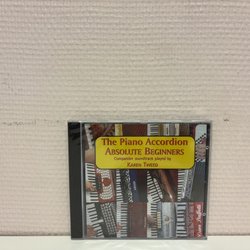 The Piano Accordion
ABSOLUTE BEGINNERS
Companion soundtrack played by
KAREN TWEED